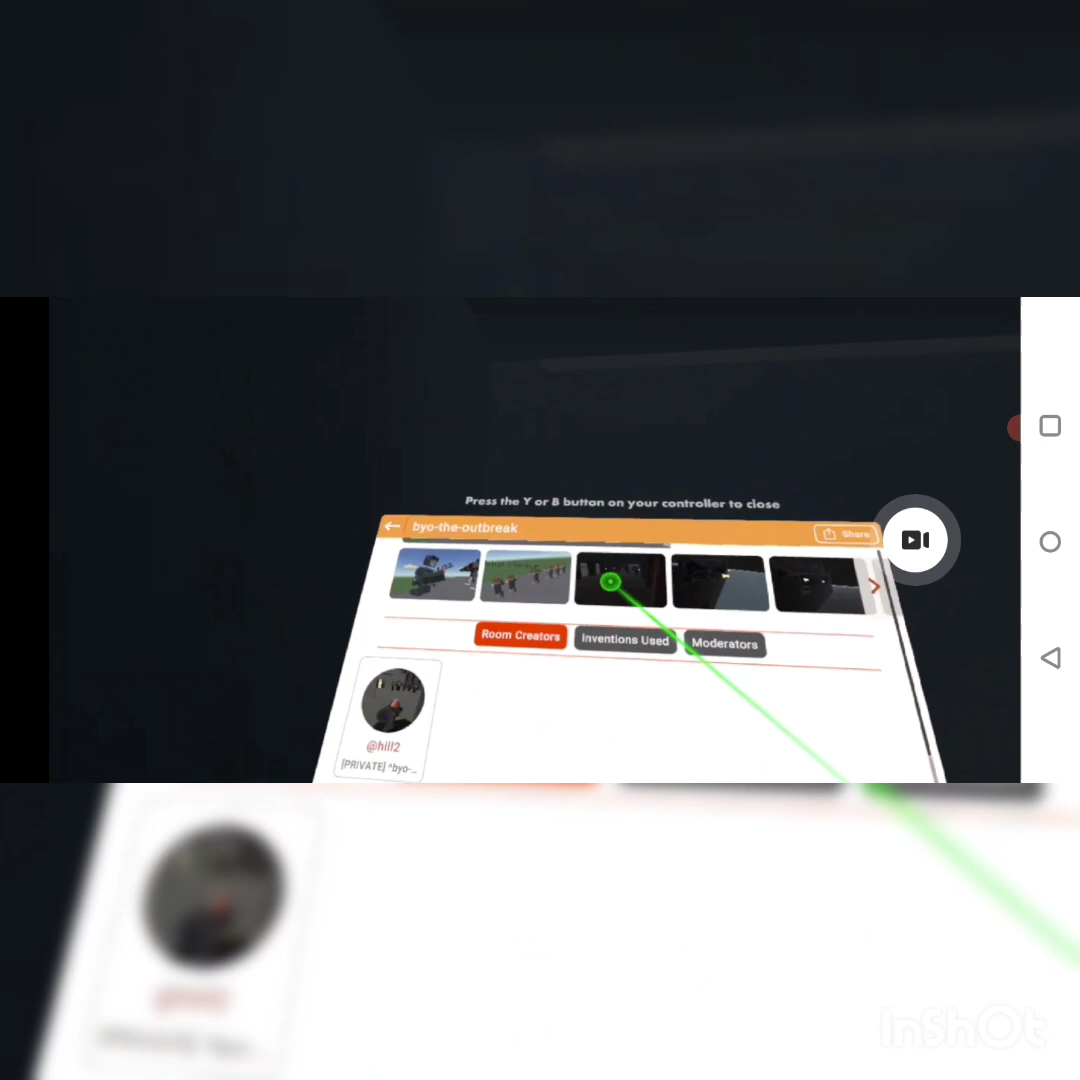 Press the Y or B button on your controller to close
byo-the-outbreak
Share
Room Creators
Inventions Used
Moderators
@hill2
[PRIVATE] ^byo-...
InShOt